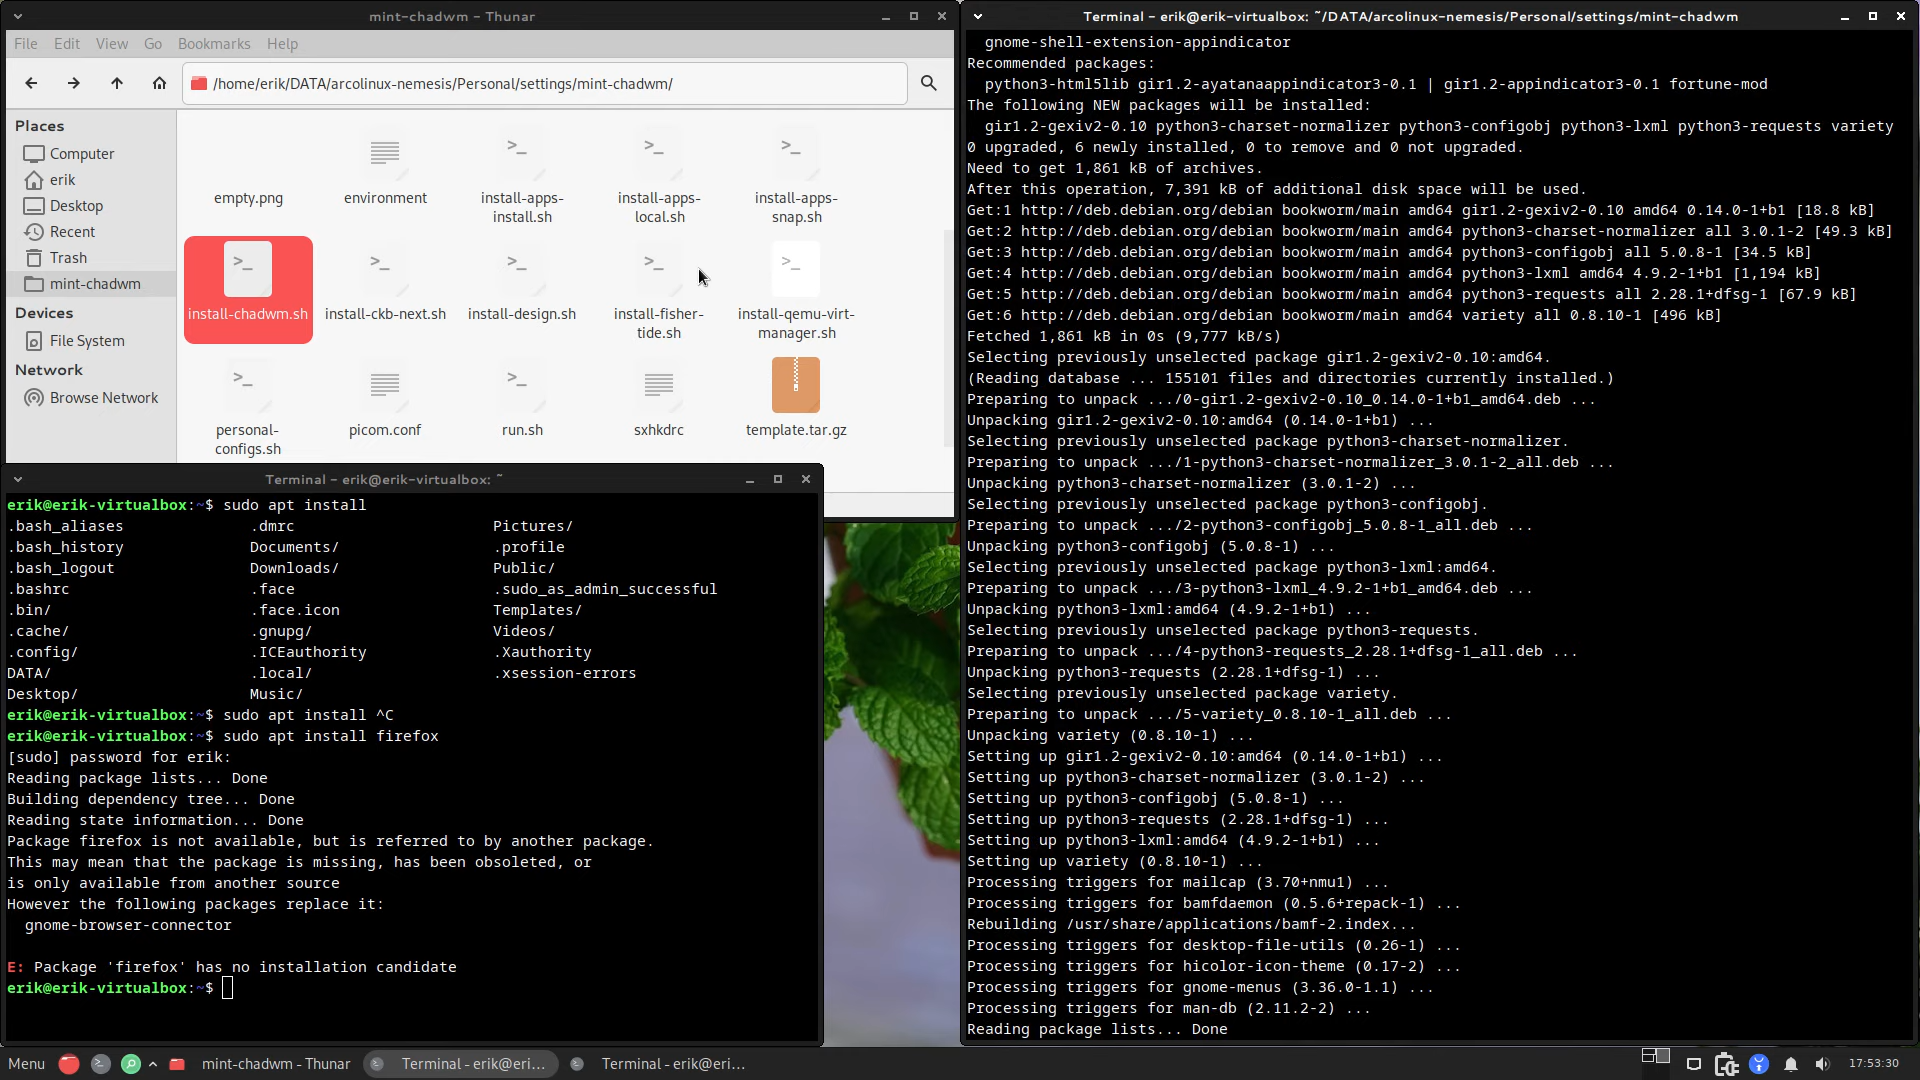 mint-chadwm - Thunar
File Edit View Go Bookmarks Help
/home/erik/DATA/arcolinux-nemesis/Personal/settings/mint-chadwm/
Places
Computer
erik
Desktop
Recent
Trash
mint-chadwm
Devices
File System
Network
Browse Network
empty.png
environment
install-apps-
install.sh
install-apps-
local.sh
install-apps-
snap.sh
install-chadwm.sh
install-ckb-next.sh
install-design.sh
install-fisher-
tide.sh
install-qemu-virt-
manager.sh
personal-
configs.sh
picom.conf
run.sh
sxhkdrc
template.tar.gz
Terminal - erik@erik-virtualbox: ~
erik@erik-virtualbox:~$ sudo apt install
.bash_aliases .dmrc Pictures/
.bash_history Documents/ .profile
.bash_logout Downloads/ Public/
.bashrc .face .sudo_as_admin_successful
.bin/ .face.icon Templates/
.cache/ .gnupg/ Videos/
.config/ .ICEauthority .Xauthority
DATA/ .local/ .xsession-errors
Desktop/ Music/
erik@erik-virtualbox:~$ sudo apt install ^C
erik@erik-virtualbox:~$ sudo apt install firefox
[sudo] password for erik:
Reading package lists... Done
Building dependency tree... Done
Reading state information... Done
Package firefox is not available, but is referred to by another package.
This may mean that the package is missing, has been obsoleted, or
is only available from another source
However the following packages replace it:
gnome-browser-connector
E: Package 'firefox' has no installation candidate
erik@erik-virtualbox:~$
Terminal - erik@erik-virtualbox: ~/DATA/arcolinux-nemesis/Personal/settings/mint-chadwm
gnome-shell-extension-appindicator
Recommended packages:
python3-html5lib gir1.2-ayatanaappindicator3-0.1 | gir1.2-appindicator3-0.1 fortune-mod
The following NEW packages will be installed:
gir1.2-gexiv2-0.10 python3-charset-normalizer python3-configobj python3-lxml python3-requests variety
0 upgraded, 6 newly installed, 0 to remove and 0 not upgraded.
Need to get 1,861 kB of archives.
After this operation, 7,391 kB of additional disk space will be used.
Get:1 http://deb.debian.org/debian bookworm/main amd64 gir1.2-gexiv2-0.10 amd64 0.14.0-1+b1 [18.8 kB]
Get:2 http://deb.debian.org/debian bookworm/main amd64 python3-charset-normalizer all 3.0.1-2 [49.3 kB]
Get:3 http://deb.debian.org/debian bookworm/main amd64 python3-configobj all 5.0.8-1 [34.5 kB]
Get:4 http://deb.debian.org/debian bookworm/main amd64 python3-lxml amd64 4.9.2-1+b1 [1,194 kB]
Get:5 http://deb.debian.org/debian bookworm/main amd64 python3-requests all 2.28.1+dfsg-1 [67.9 kB]
Get:6 http://deb.debian.org/debian bookworm/main amd64 variety all 0.8.10-1 [496 kB]
Fetched 1,861 kB in 0s (9,777 kB/s)
Selecting previously unselected package gir1.2-gexiv2-0.10:amd64.
(Reading database ... 155101 files and directories currently installed.)
Preparing to unpack .../0-gir1.2-gexiv2-0.10_0.14.0-1+b1_amd64.deb ...
Unpacking gir1.2-gexiv2-0.10:amd64 (0.14.0-1+b1) ...
Selecting previously unselected package python3-charset-normalizer.
Preparing to unpack .../1-python3-charset-normalizer_3.0.1-2_all.deb ...
Unpacking python3-charset-normalizer (3.0.1-2) ...
Selecting previously unselected package python3-configobj.
Preparing to unpack .../2-python3-configobj_5.0.8-1_all.deb ...
Unpacking python3-configobj (5.0.8-1) ...
Selecting previously unselected package python3-lxml:amd64.
Preparing to unpack .../3-python3-lxml_4.9.2-1+b1_amd64.deb ...
Unpacking python3-lxml:amd64 (4.9.2-1+b1) ...
Selecting previously unselected package python3-requests.
Preparing to unpack .../4-python3-requests_2.28.1+dfsg-1_all.deb ...
Unpacking python3-requests (2.28.1+dfsg-1) ...
Selecting previously unselected package variety.
Preparing to unpack .../5-variety_0.8.10-1_all.deb ...
Unpacking variety (0.8.10-1) ...
Setting up gir1.2-gexiv2-0.10:amd64 (0.14.0-1+b1) ...
Setting up python3-charset-normalizer (3.0.1-2) ...
Setting up python3-configobj (5.0.8-1) ...
Setting up python3-requests (2.28.1+dfsg-1) ...
Setting up python3-lxml:amd64 (4.9.2-1+b1) ...
Setting up variety (0.8.10-1) ...
Processing triggers for mailcap (3.70+nmu1) ...
Processing triggers for bamfdaemon (0.5.6+repack-1) ...
Rebuilding /usr/share/applications/bamf-2.index...
Processing triggers for desktop-file-utils (0.26-1) ...
Processing triggers for hicolor-icon-theme (0.17-2) ...
Processing triggers for gnome-menus (3.36.0-1.1) ...
Processing triggers for man-db (2.11.2-2) ...
Reading package lists... Done
Menu mint-chadwm - Thunar Terminal - erik@eri... Terminal - erik@eri... 17:53:30